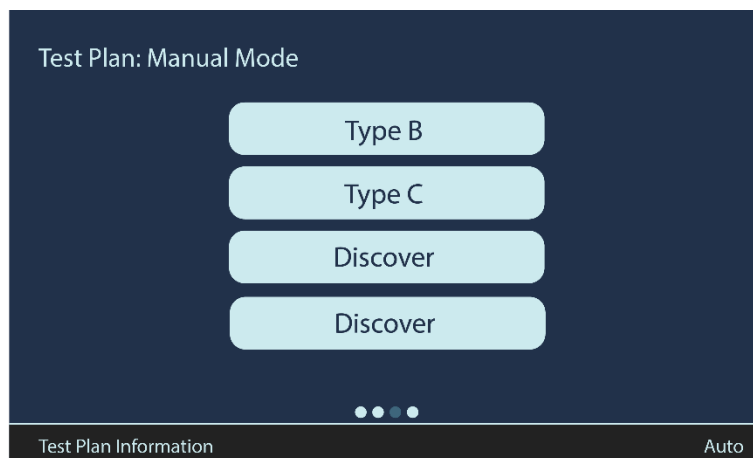 Test Plan: Manual Mode
Type B
Type C
Discover
Discover
Test Plan Information Auto